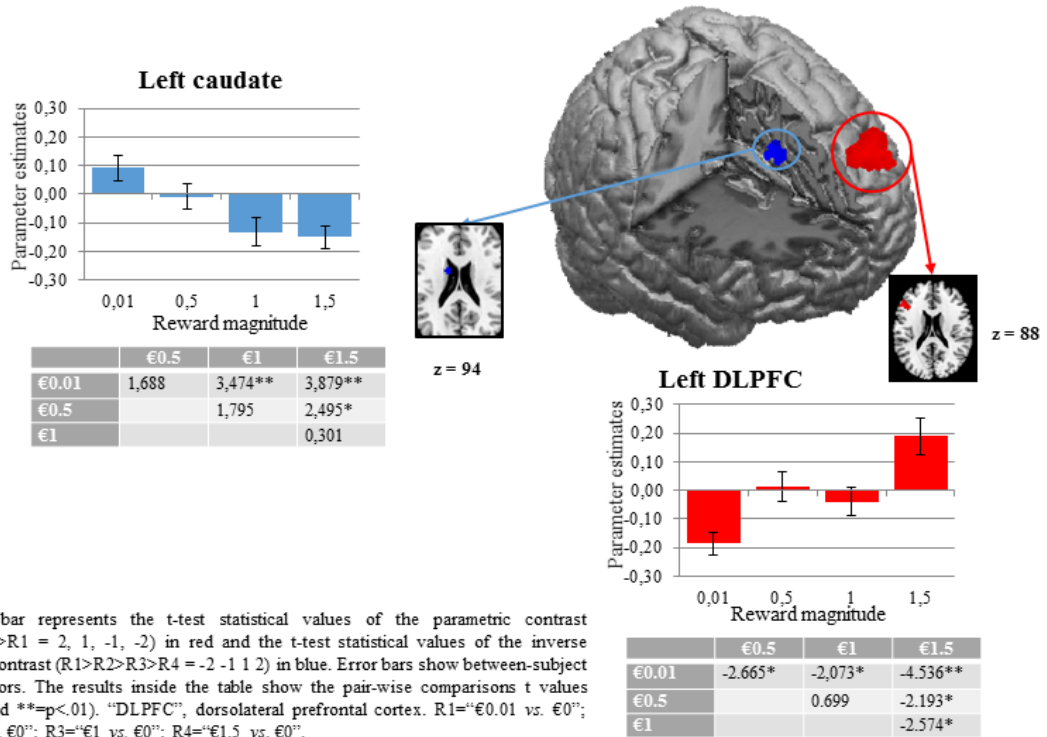 Left caudate
Parameter estimates
0,30
0,20
0,10
0,00
-0,10
-0,20
-0,30
0,01 0,5 1 1,5
Reward magnitude
€0.5 €1 €1.5
€0.01 1,688 3,474** 3,879**
€0.5 1,795 2,495*
€1 0,301
z = 94
z = 88
Left DLPFC
Parameter estimates
0,30
0,20
0,10
0,00
-0,10
-0,20
-0,30
0,01 0,5 1 1,5
Reward magnitude
€0.5 €1 €1.5
€0.01 -2.665* -2,073* -4.536**
€0.5 0.699 -2.193*
€1 -2.574*
bar represents the t-test statistical values of the parametric contrast
>R1 = 2, 1, -1, -2) in red and the t-test statistical values of the inverse
contrast (R1>R2>R3>R4 = -2 -1 1 2) in blue. Error bars show between-subject
ors. The results inside the table show the pair-wise comparisons t values
d **=p<.01). “DLPFC”, dorsolateral prefrontal cortex. R1=“€0.01 vs. €0”;
. €0”; R3=“€1 vs. €0”; R4=“€1.5 vs. €0”.